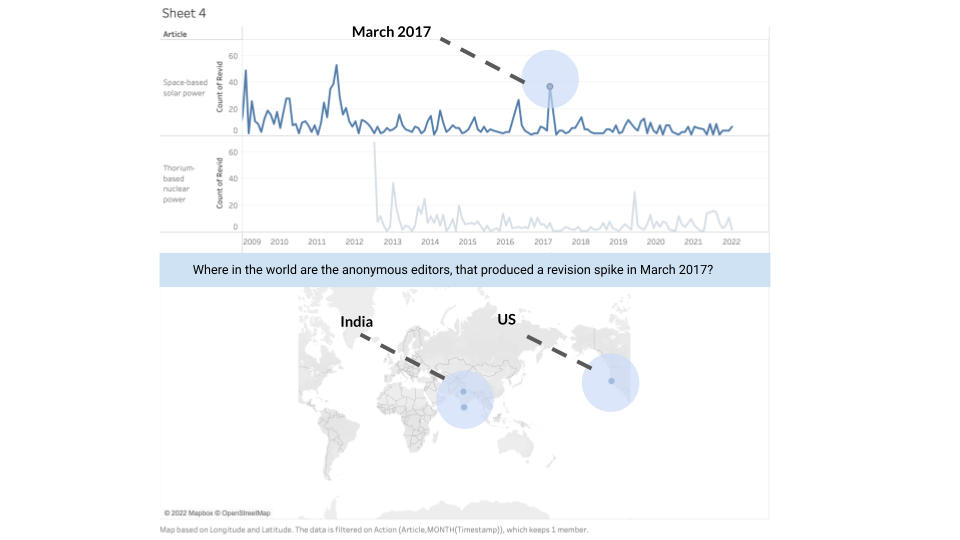 Sheet 4
Article
March 2017
Space-based
solar power
Count of Revid
60
40
20
0
Thorium-
based
nuclear
power
Count of Revid
60
40
20
0
2009 2010 2011 2012 2013 2014 2015 2016 2017 2018 2019 2020 2021 2022
Where in the world are the anonymous editors, that produced a revision spike in March 2017?
India
US
© 2022 Mapbox © OpenStreetMap
Map based on Longitude and Latitude. The data is filtered on Action (Article,MONTH(Timestamp)), which keeps 1 member.